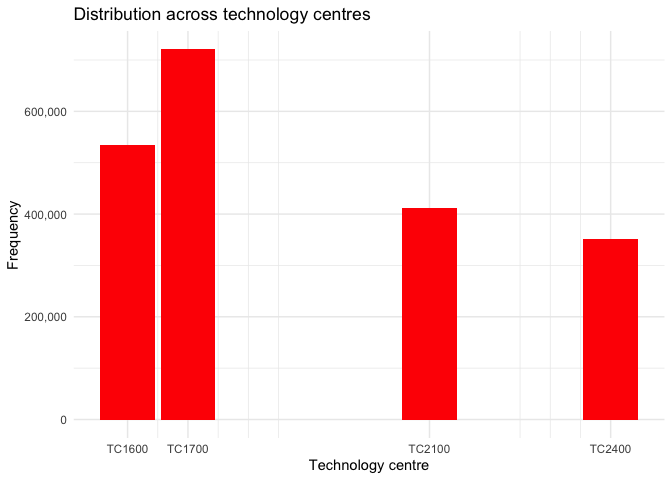 Distribution across technology centres
Frequency
600,000
400,000
200,000
0
TC1600 TC1700 TC2100 TC2400
Technology centre